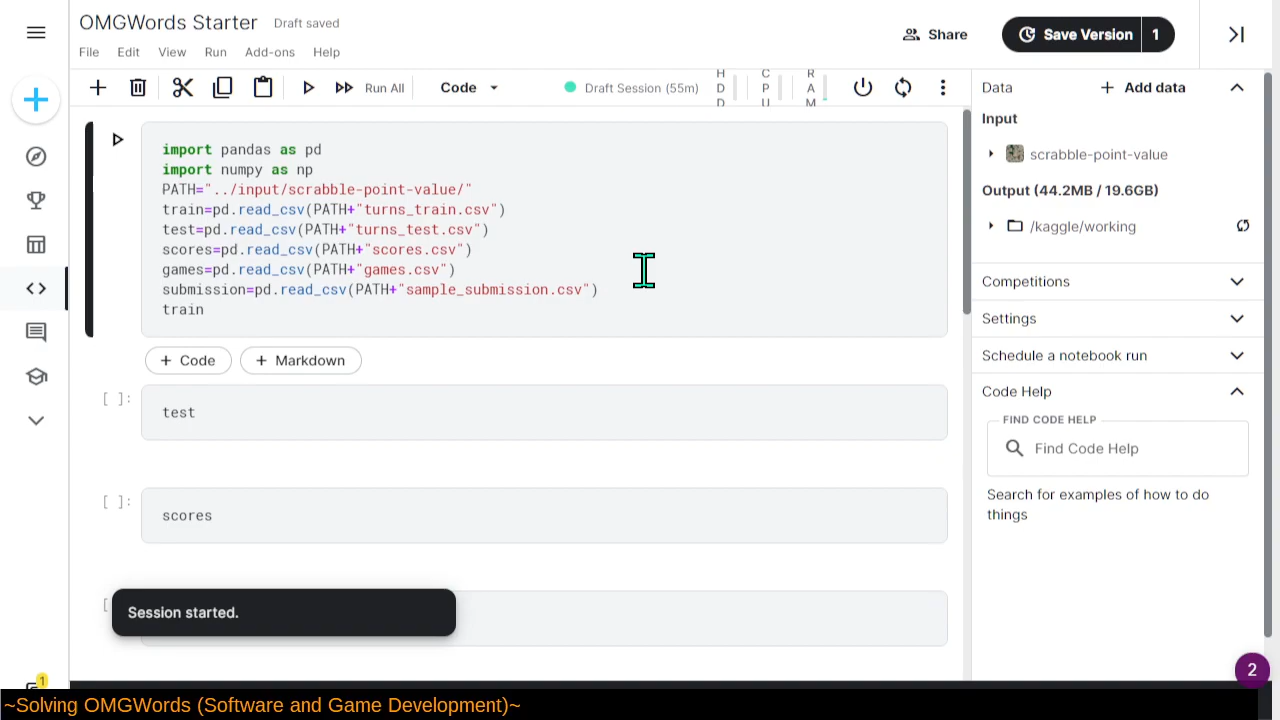 OMGWords Starter
Draft saved
File Edit View Run Add-ons Help
Share
Save Version 1
Run All
Code
Draft Session (55m)
HDD
CPU
RAM
import pandas as pd
import numpy as np
PATH="../input/scrabble-point-value/"
train=pd.read_csv(PATH+"turns_train.csv")
test=pd.read_csv(PATH+"turns_test.csv")
scores=pd.read_csv(PATH+"scores.csv")
games=pd.read_csv(PATH+"games.csv")
submission=pd.read_csv(PATH+"sample_submission.csv")
train
+ Code
+ Markdown
[ ]:
test
[ ]:
scores
[
Session started.
Data
+ Add data
Input
scrabble-point-value
Output (44.2MB / 19.6GB)
/kaggle/working
Competitions
Settings
Schedule a notebook run
Code Help
FIND CODE HELP
Find Code Help
Search for examples of how to do
things
1
2
~Solving OMGWords (Software and Game Development)~